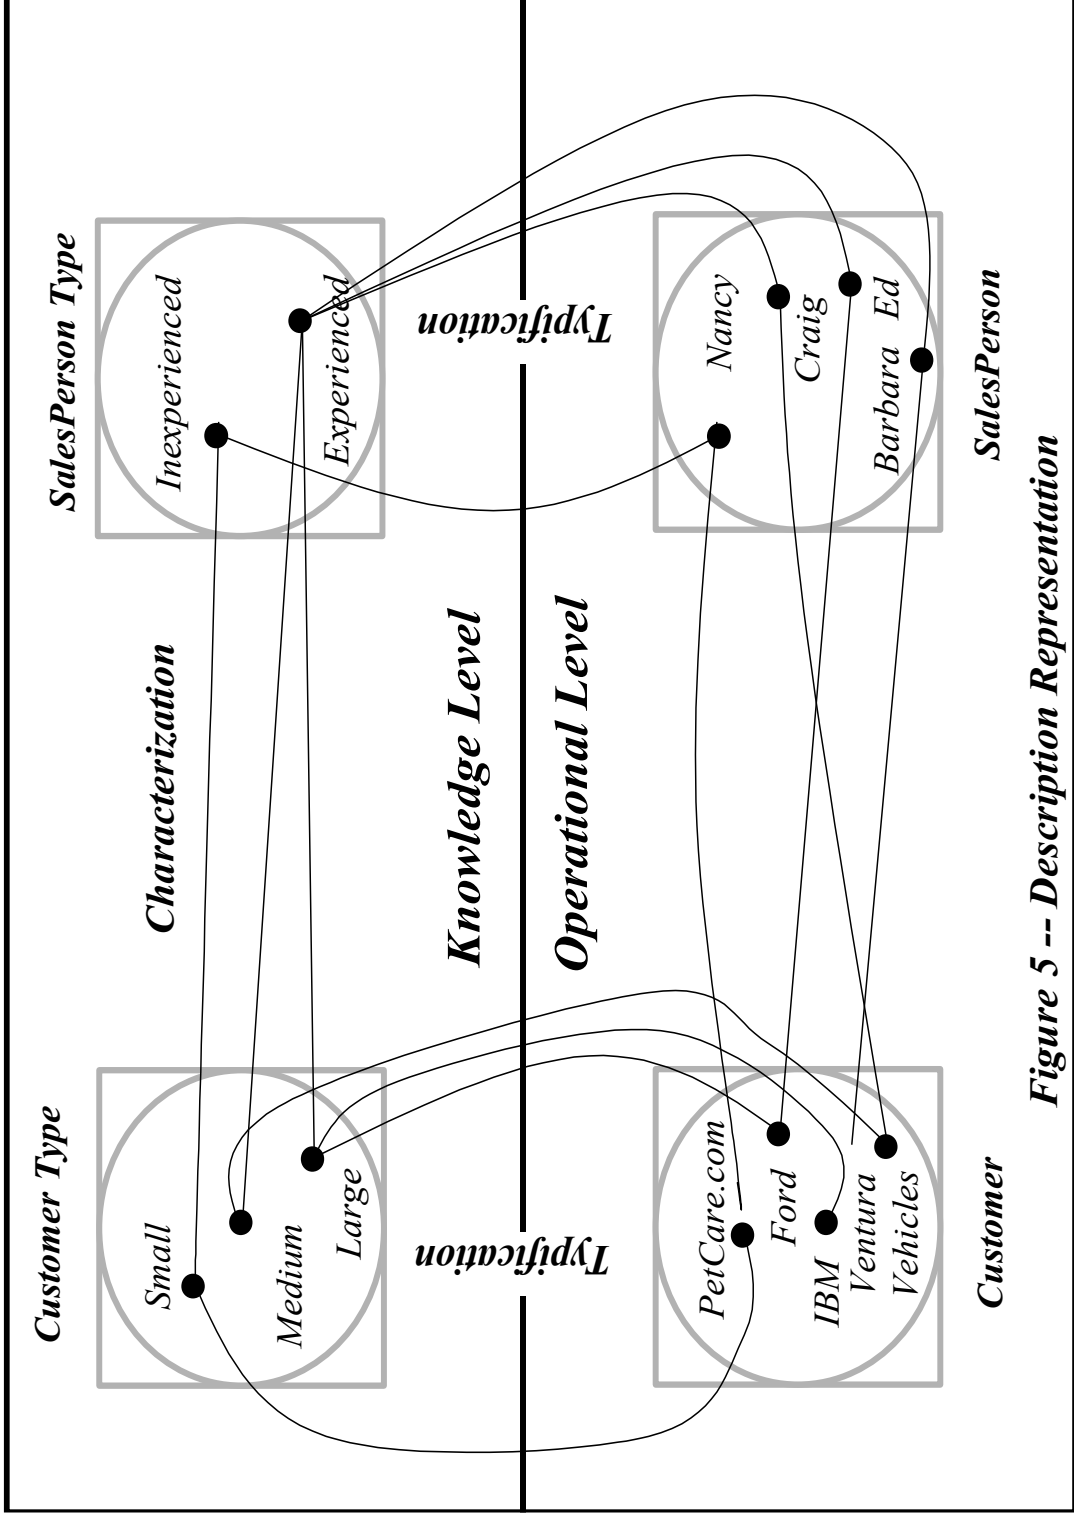 Customer Type
SalesPerson Type
Characterization
Small
Medium
Large
Inexperienced
Experienced
Typification
Typification
Knowledge Level
Operational Level
PetCare.com
Ford
IBM
Ventura
Vehicles
Nancy
Craig
Barbara
Ed
Customer
SalesPerson
Figure 5 -- Description Representation